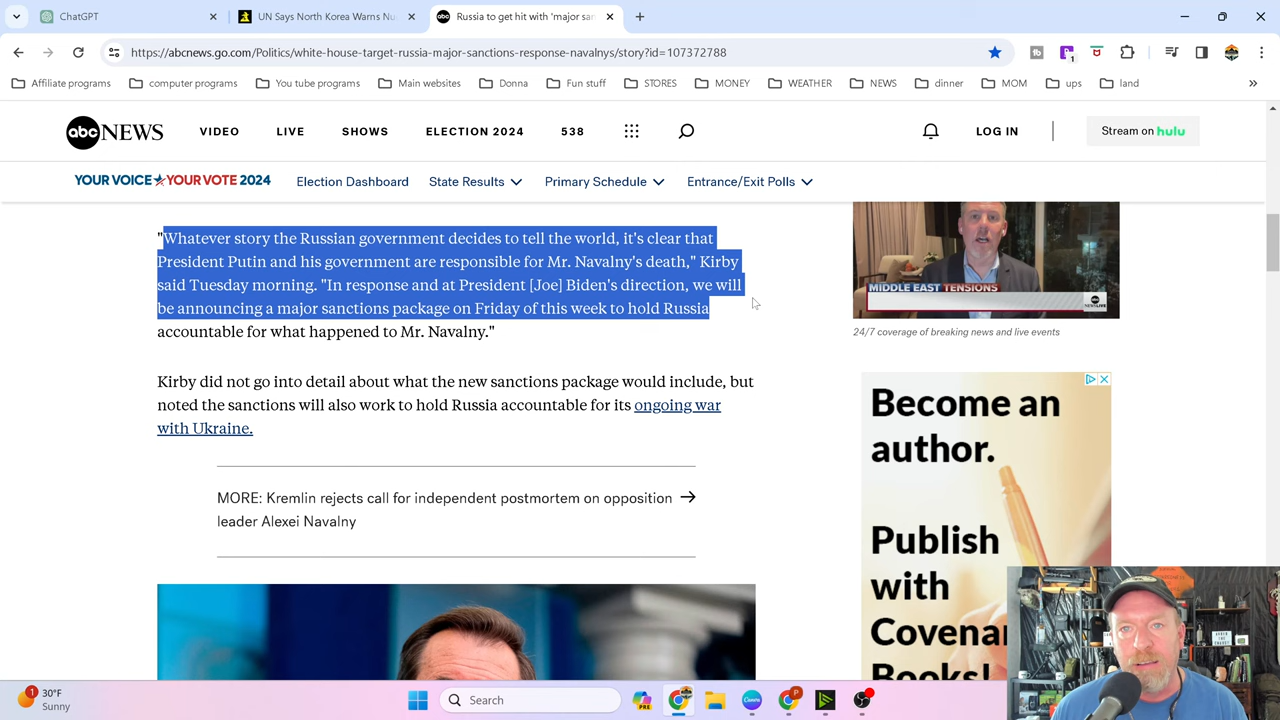 ChatGPT
UN Says North Korea Warns Nu
Russia to get hit with 'major san
https://abcnews.go.com/Politics/white-house-target-russia-major-sanctions-response-navalnys/story?id=107372788
1
Affiliate programs
computer programs
You tube programs
Main websites
Donna
Fun stuff
STORES
MONEY
WEATHER
NEWS
dinner
MOM
ups
land
»
abc NEWS
VIDEO
LIVE
SHOWS
ELECTION 2024
538
LOG IN
Stream on hulu
YOUR VOICE YOUR VOTE 2024
Election Dashboard
State Results
Primary Schedule
Entrance/Exit Polls
"Whatever story the Russian government decides to tell the world, it's clear that
President Putin and his government are responsible for Mr. Navalny's death," Kirby
said Tuesday morning. "In response and at President [Joe] Biden's direction, we will
be announcing a major sanctions package on Friday of this week to hold Russia
accountable for what happened to Mr. Navalny."
MIDDLE EAST TENSIONS
abc NEWS LIVE
24/7 coverage of breaking news and live events
Kirby did not go into detail about what the new sanctions package would include, but
noted the sanctions will also work to hold Russia accountable for its ongoing war
with Ukraine.
MORE: Kremlin rejects call for independent postmortem on opposition
leader Alexei Navalny
Become an
author.
Publish
with
Covenan
Books!
1
30°F
Sunny
Search